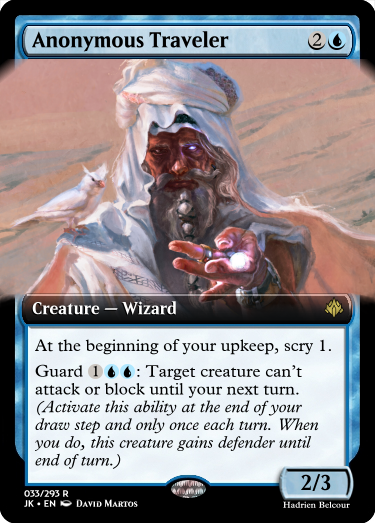 Anonymous Traveler 2
Creature — Wizard
At the beginning of your upkeep, scry 1.
Guard 1: Target creature can't
attack or block until your next turn.
(Activate this ability at the end of your
draw step and only once each turn. When
you do, this creature gains defender until
end of turn.)
2/3
033/293 R
JK • EN David Martos
Hadrien Belcour